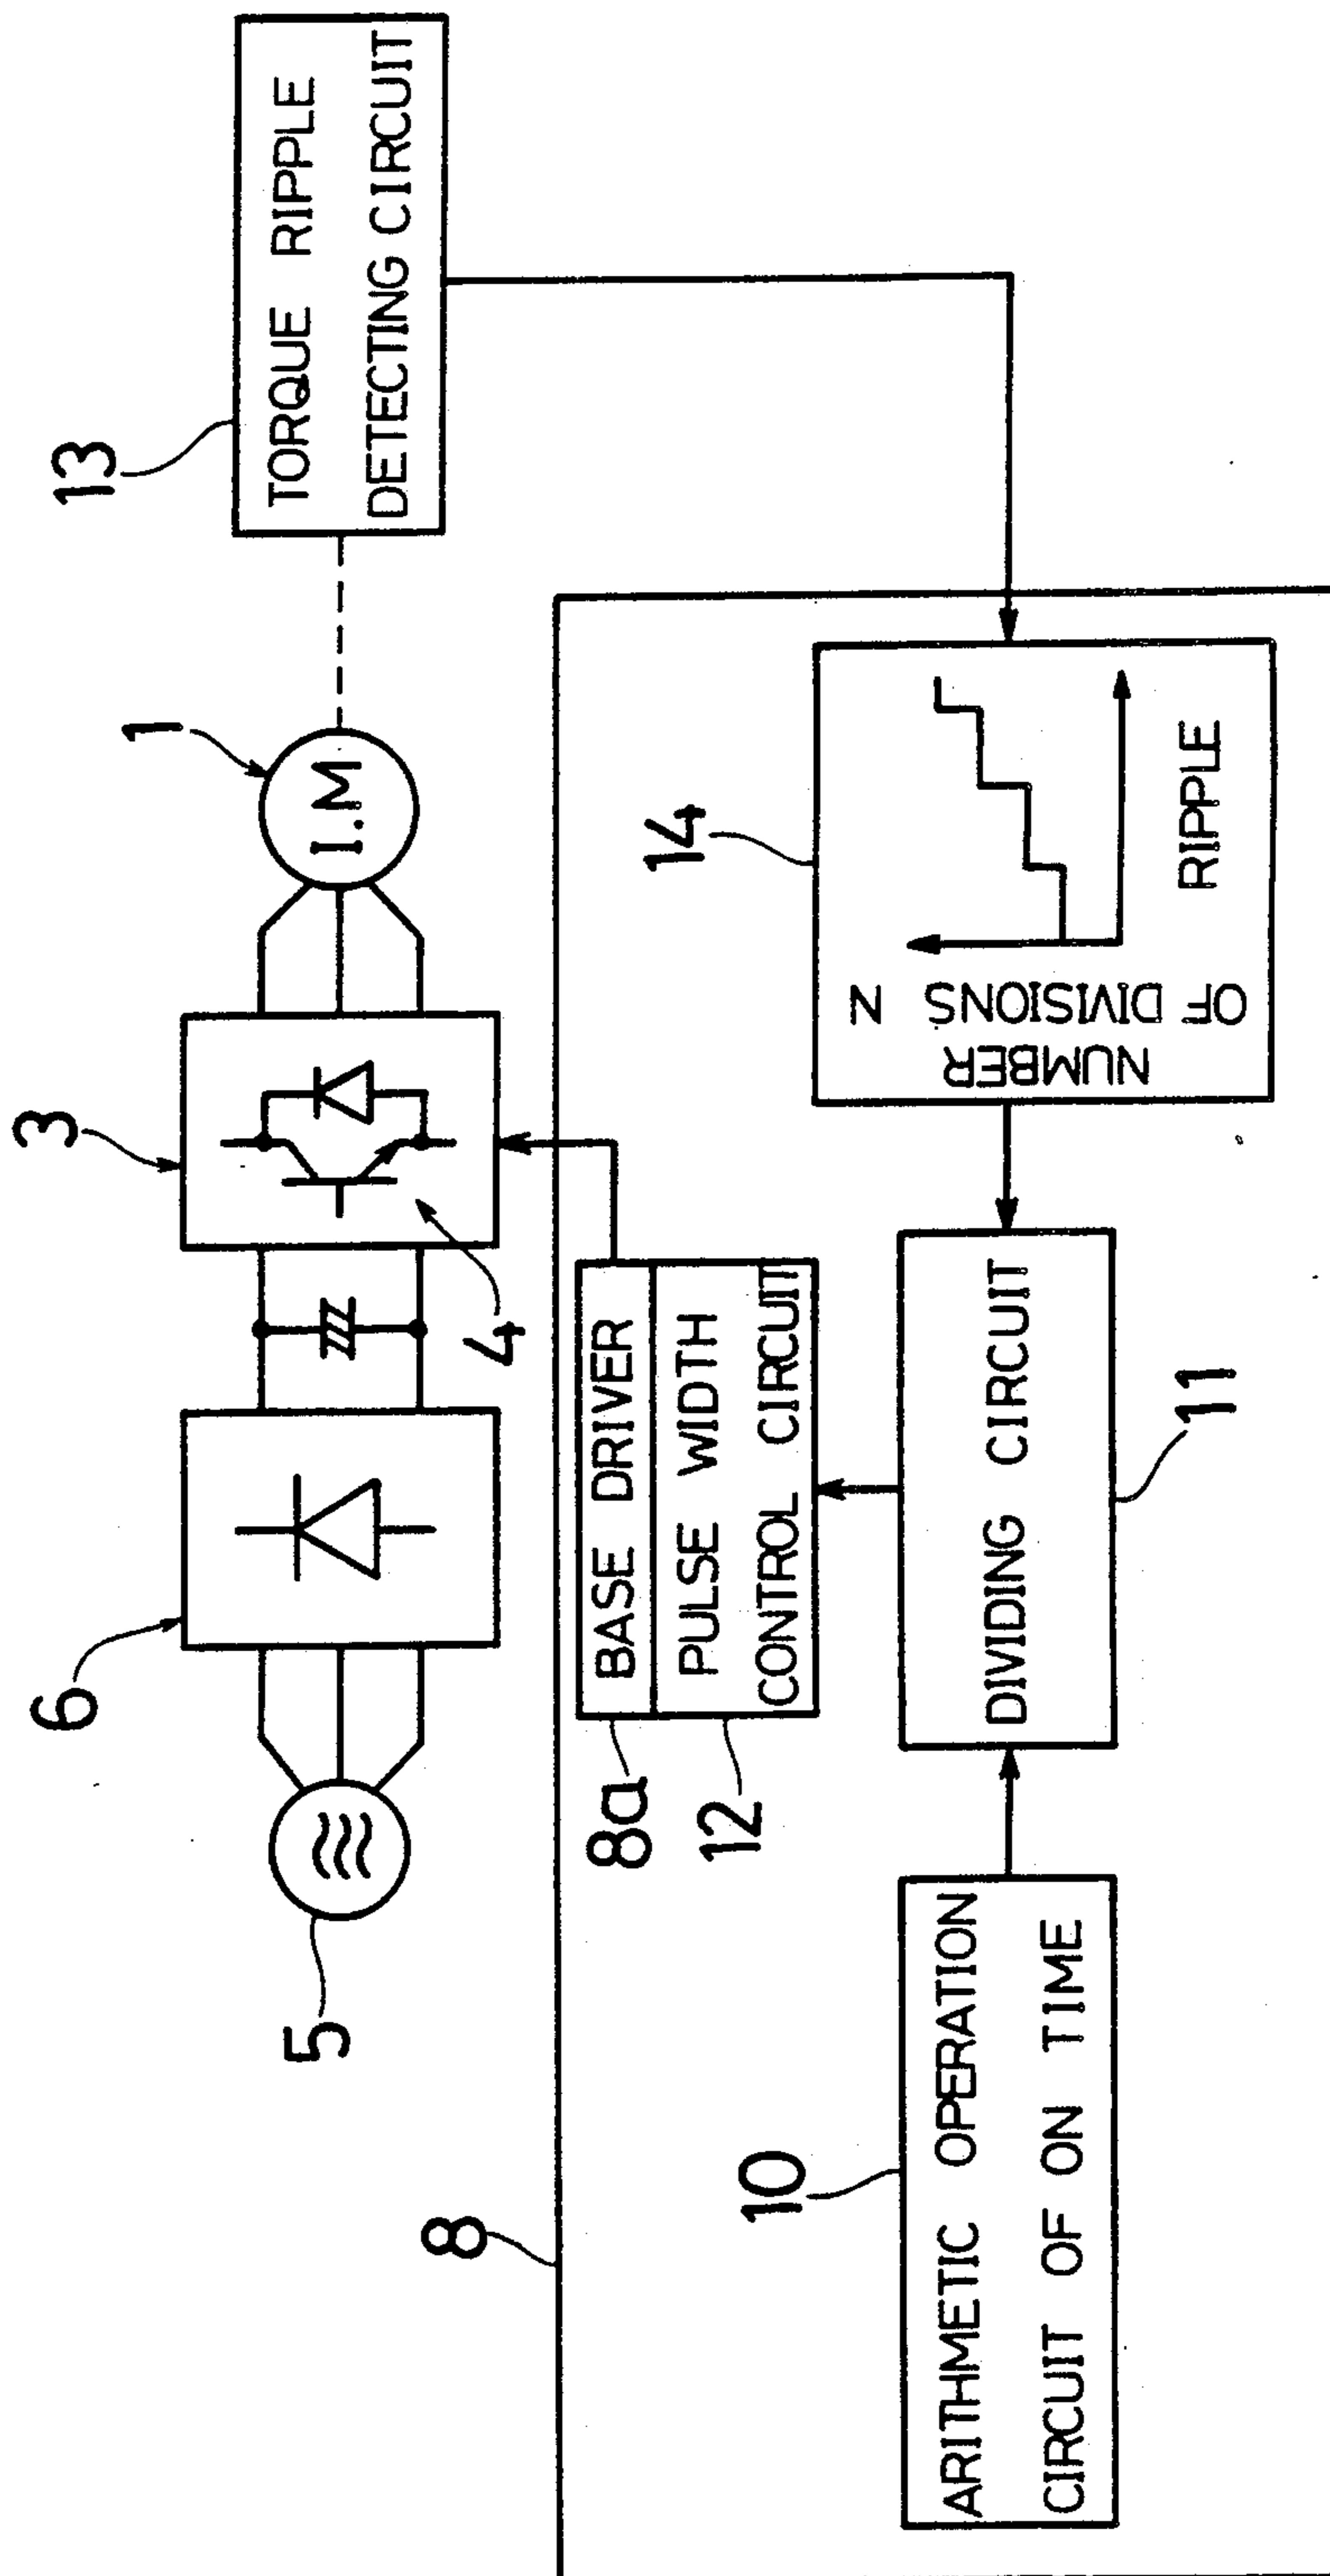 13
TORQUE RIPPLE
DETECTING CIRCUIT
1
I.M
3
4
6
5
8
BASE DRIVER
8a
PULSE WIDTH
CONTROL CIRCUIT
12
14
NUMBER
OF DIVISIONS N
RIPPLE
DIVIDING CIRCUIT
11
10
ARITHMETIC OPERATION
CIRCUIT OF ON TIME